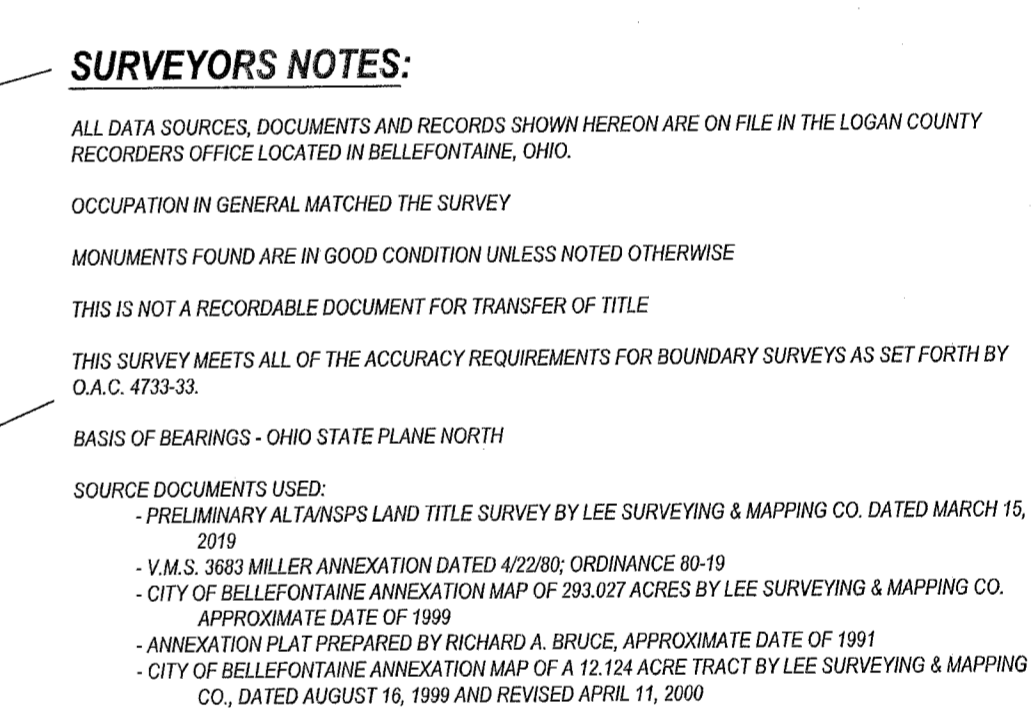 SURVEYORS NOTES:
ALL DATA SOURCES, DOCUMENTS AND RECORDS SHOWN HEREON ARE ON FILE IN THE LOGAN COUNTY
RECORDERS OFFICE LOCATED IN BELLEFONTAINE, OHIO.
OCCUPATION IN GENERAL MATCHED THE SURVEY
MONUMENTS FOUND ARE IN GOOD CONDITION UNLESS NOTED OTHERWISE
THIS IS NOT A RECORDABLE DOCUMENT FOR TRANSFER OF TITLE
THIS SURVEY MEETS ALL OF THE ACCURACY REQUIREMENTS FOR BOUNDARY SURVEYS AS SET FORTH BY
O.A.C. 4733-33.
BASIS OF BEARINGS - OHIO STATE PLANE NORTH
SOURCE DOCUMENTS USED:
- PRELIMINARY ALTA/NSPS LAND TITLE SURVEY BY LEE SURVEYING & MAPPING CO. DATED MARCH 15,
2019
- V.M.S. 3683 MILLER ANNEXATION DATED 4/22/80; ORDINANCE 80-19
- CITY OF BELLEFONTAINE ANNEXATION MAP OF 293.027 ACRES BY LEE SURVEYING & MAPPING CO.
APPROXIMATE DATE OF 1999
- ANNEXATION PLAT PREPARED BY RICHARD A. BRUCE, APPROXIMATE DATE OF 1991
- CITY OF BELLEFONTAINE ANNEXATION MAP OF A 12.124 ACRE TRACT BY LEE SURVEYING & MAPPING
CO., DATED AUGUST 16, 1999 AND REVISED APRIL 11, 2000